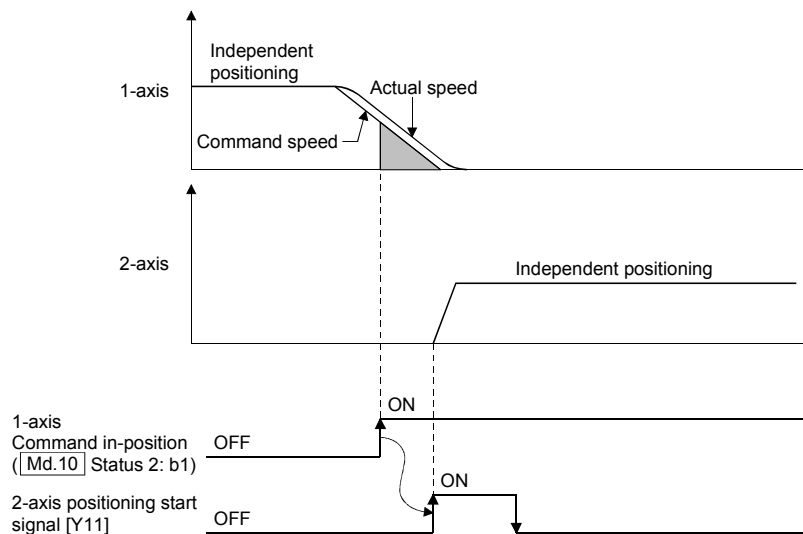 Independent
positioning
Actual speed
1-axis
Command speed
2-axis
Independent positioning
ON
1-axis
Command in-position
( Md.10 Status 2: b1)
OFF
ON
2-axis positioning start
signal [Y11]
OFF